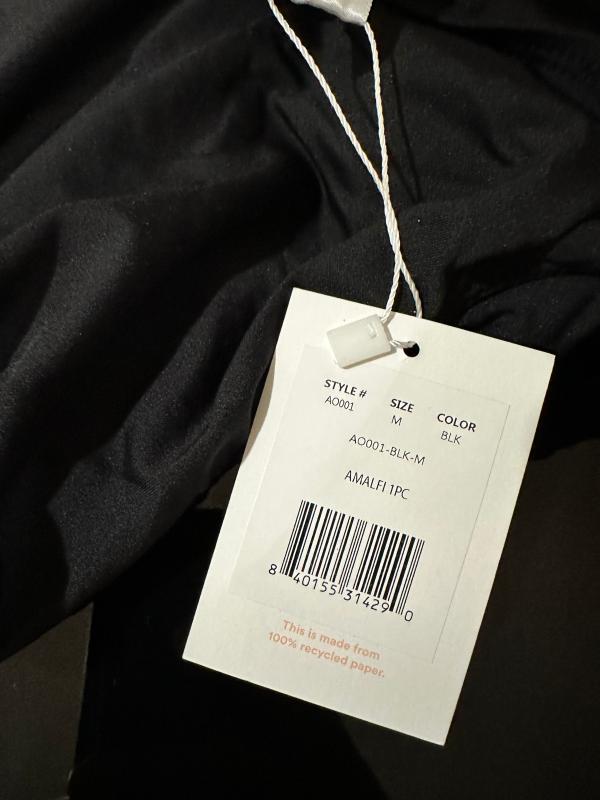 STYLE # SIZE COLOR
AO001 M BLK
AO001-BLK-M
AMALFI 1PC
8 40155 31429 0
This is made from
100% recycled paper.